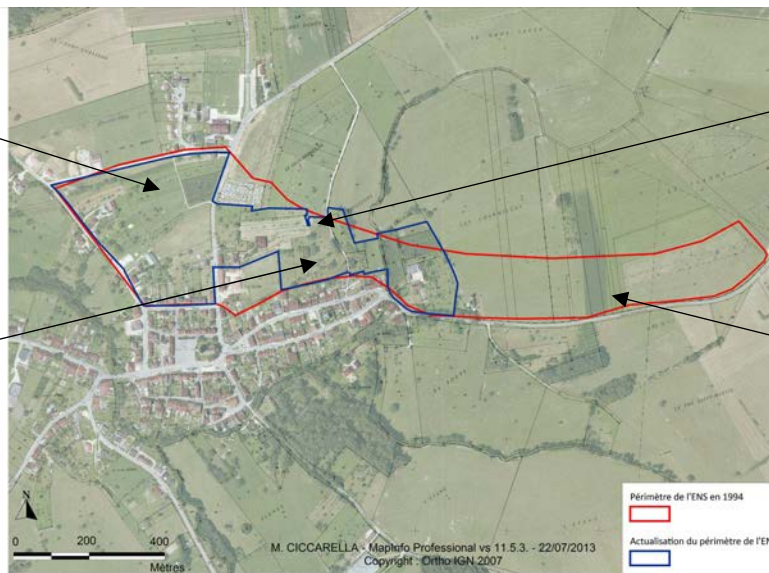 Périmètre de l'ENS en 1994
Actualisation du périmètre de l'EN
N
0 200 400
Mètres
M. CICCARELLA - MapInfo Professional vs 11.5.3. - 22/07/2013
Copyright : Ortho IGN 2007